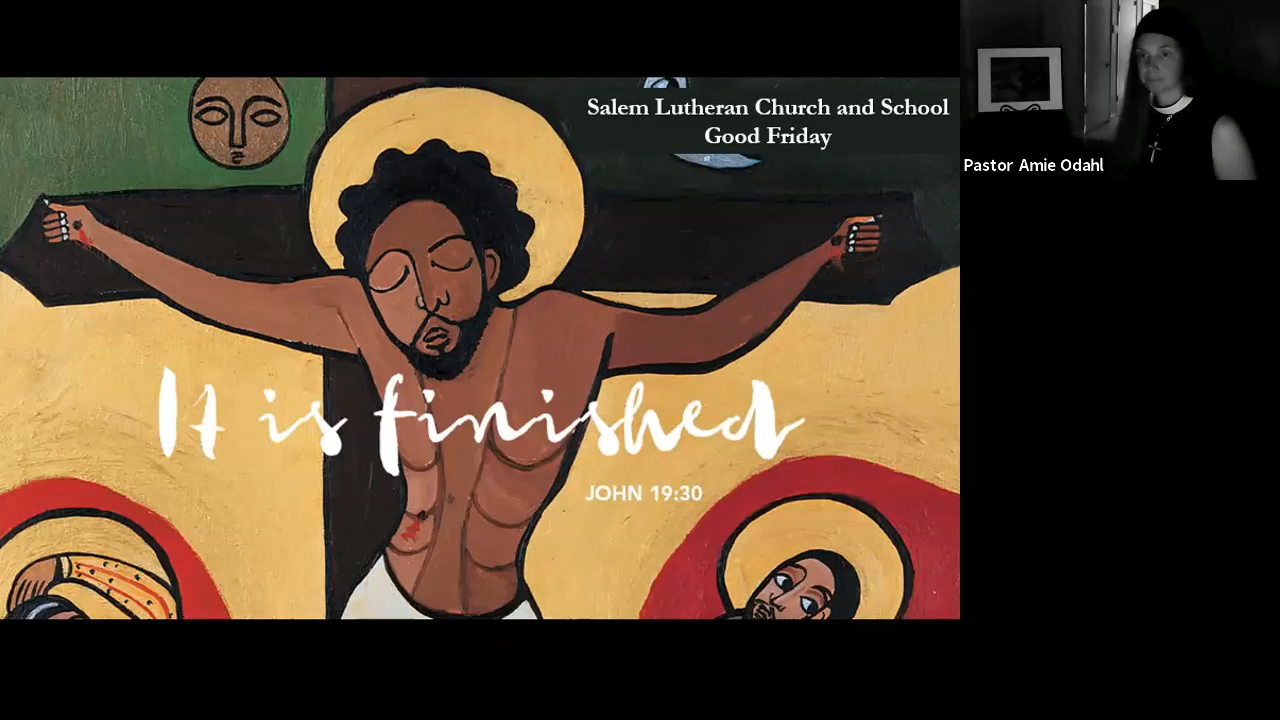 Salem Lutheran Church and School
Good Friday
Pastor Amie Odahl
It is finished
JOHN 19:30